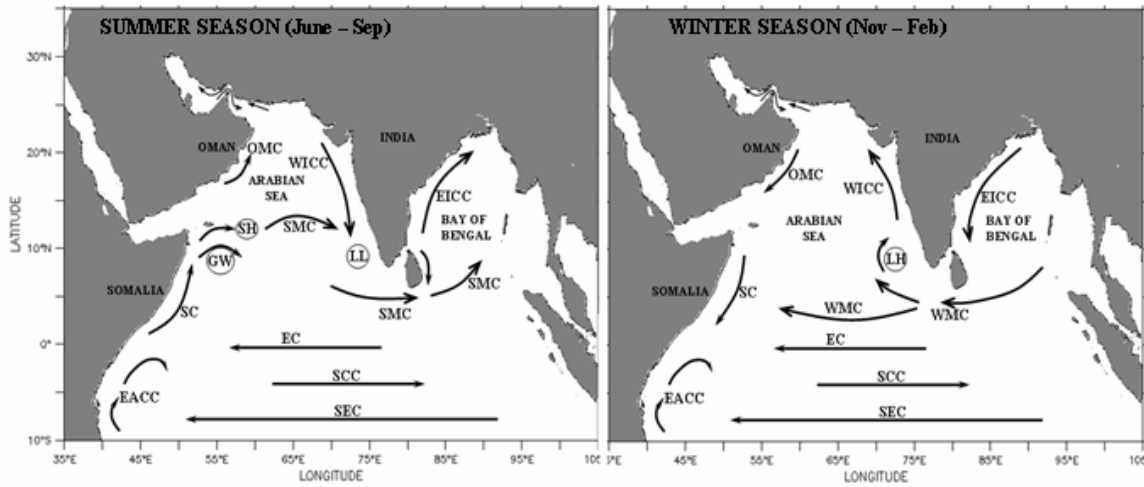 SUMMER SEASON (June – Sep)
30°N
20°N
10°N
0°
10°S
LATITUDE
OMAN
OMC
INDIA
WICC
ARABIAN
SEA
EICC
BAY OF
BENGAL
SH
SMC
GW
LL
SOMALIA
SC
SMC
SMC
EC
SCC
EACC
SEC
35°E
45°E
55°E
65°E
75°E
85°E
95°E
105
LONGITUDE
WINTER SEASON (Nov – Feb)
OMAN
INDIA
OMC
WICC
EICC
ARABIAN
SEA
BAY OF
BENGAL
LH
SOMALIA
SC
WMC
WMC
EC
SCC
EACC
SEC
35°E
45°E
55°E
65°E
75°E
85°E
95°E
105
LONGITUDE